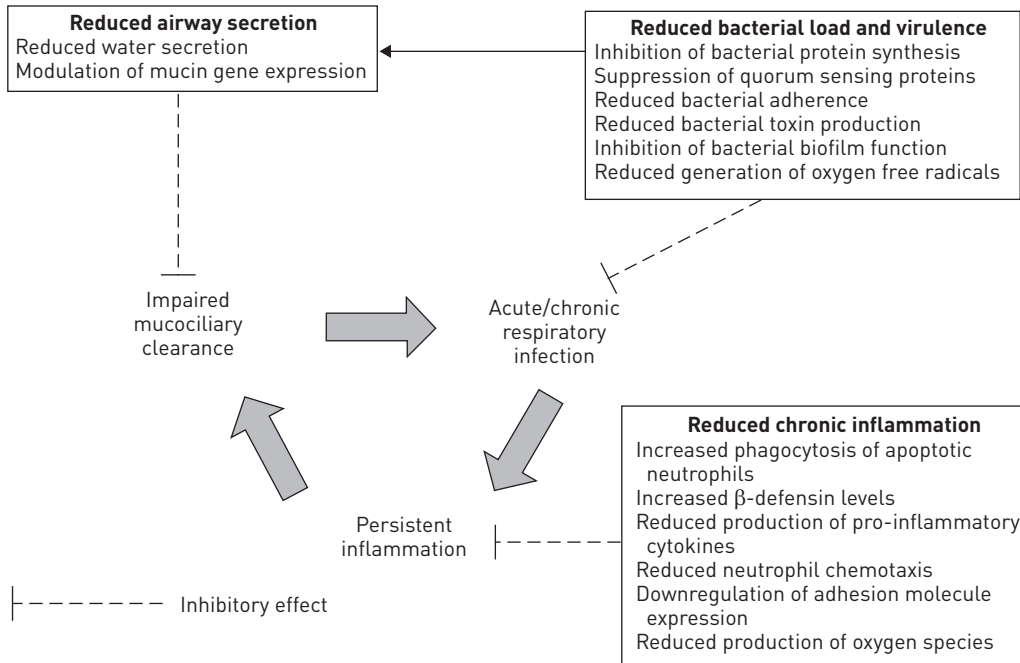 Reduced airway secretion
Reduced water secretion
Modulation of mucin gene expression
Reduced bacterial load and virulence
Inhibition of bacterial protein synthesis
Suppression of quorum sensing proteins
Reduced bacterial adherence
Reduced bacterial toxin production
Inhibition of bacterial biofilm function
Reduced generation of oxygen free radicals
Impaired
mucociliary
clearance
Acute/chronic
respiratory
infection
Reduced chronic inflammation
Increased phagocytosis of apoptotic
neutrophils
Increased β-defensin levels
Reduced production of pro-inflammatory
cytokines
Reduced neutrophil chemotaxis
Downregulation of adhesion molecule
expression
Reduced production of oxygen species
Persistent
inflammation
Inhibitory effect